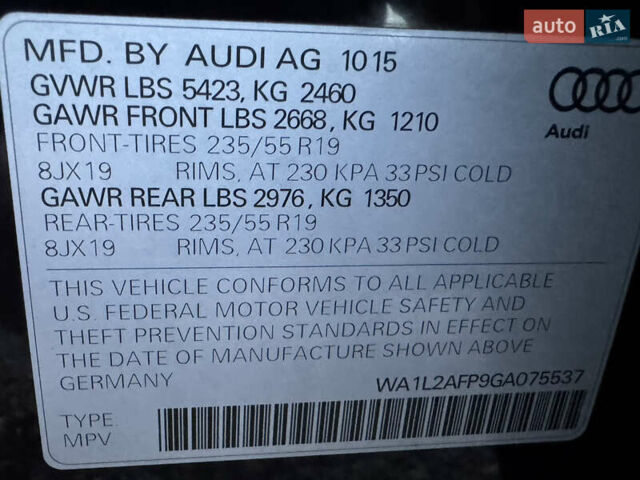 auto RIA.com
MFD. BY AUDI AG 1015
GVWR LBS 5423, KG 2460
GAWR FRONT LBS 2668, KG 1210
FRONT-TIRES 235/55 R19
8JX19 RIMS, AT 230 KPA 33 PSI COLD
Audi
GAWR REAR LBS 2976, KG 1350
REAR-TIRES 235/55 R19
8JX19 RIMS, AT 230 KPA 33 PSI COLD
THIS VEHICLE CONFORMS TO ALL APPLICABLE
U.S. FEDERAL MOTOR VEHICLE SAFETY AND
THEFT PREVENTION STANDARDS IN EFFECT ON
THE DATE OF MANUFACTURE SHOWN ABOVE
GERMANY WA1L2AFP9GA075537
TYPE
MPV